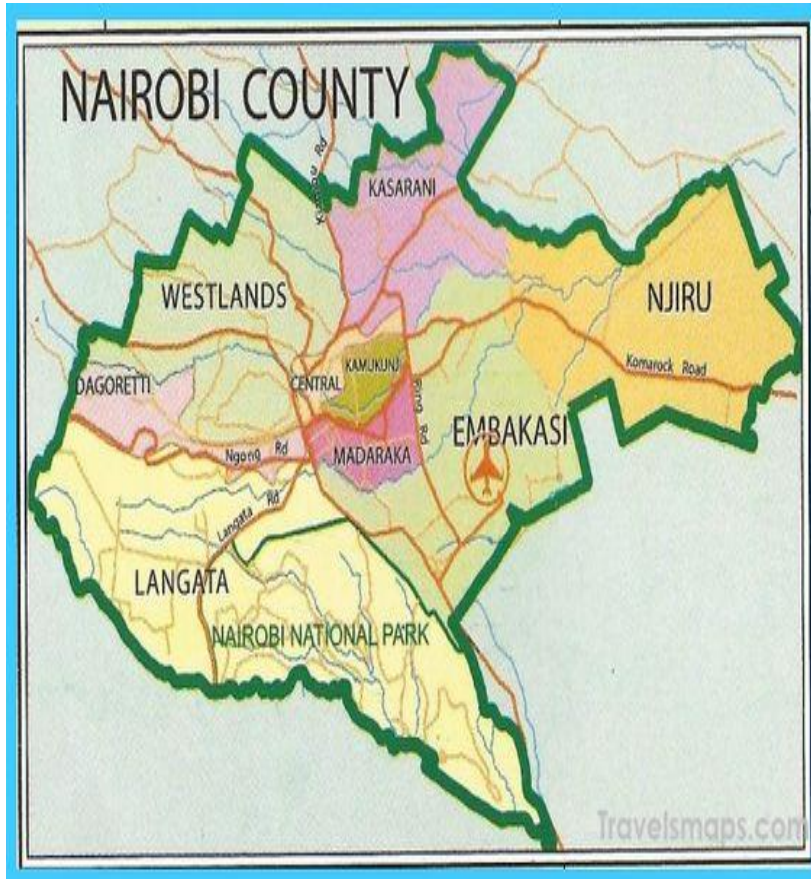 NAIROBI COUNTY
Rd
KASARANI
WESTLANDS
NJIRU
KAMUKUNJI
DAGORETTI
CENTRAL
Komarock Road
Ring Rd
EMBAKASI
Ngong Rd
MADARAKA
Langata Rd
LANGATA
NAIROBI NATIONAL PARK
Travelsmaps.com